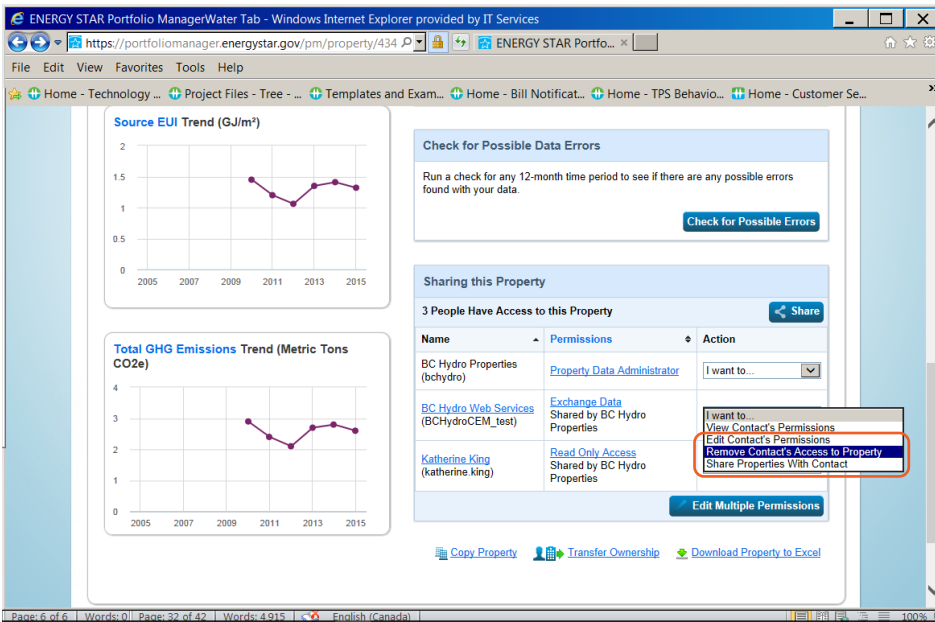 ENERGY STAR Portfolio ManagerWater Tab - Windows Internet Explorer provided by IT Services
https://portfoliomanager.energystar.gov/pm/property/434
ENERGY STAR Portfo... ×
File Edit View Favorites Tools Help
Home - Technology ... Project Files - Tree - ... Templates and Exam... Home - Bill Notificat... Home - TPS Behavio... Home - Customer Se... »
Source EUI Trend (GJ/m²)
2
1.5
1
0.5
0
2005 2007 2009 2011 2013 2015
Total GHG Emissions Trend (Metric Tons
CO2e)
4
3
2
1
0
2005 2007 2009 2011 2013 2015
Check for Possible Data Errors
Run a check for any 12-month time period to see if there are any possible errors
found with your data.
Check for Possible Errors
Sharing this Property
3 People Have Access to this Property
Share
Name Permissions Action
BC Hydro Properties
(bchydro)
Property Data Administrator
I want to...
BC Hydro Web Services
(BCHydroCEM_test)
Exchange Data
Shared by BC Hydro
Properties
I want to...
View Contact's Permissions
Edit Contact's Permissions
Remove Contact's Access to Property
Share Properties With Contact
Katherine King
(katherine.king)
Read Only Access
Shared by BC Hydro
Properties
Edit Multiple Permissions
Copy Property Transfer Ownership Download Property to Excel
Page: 6 of 6 Words: 0 Page: 32 of 42 Words: 4,915 English (Canada) 100%